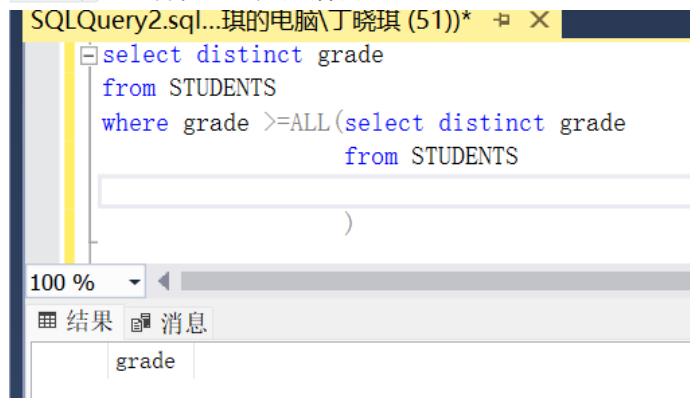 SQLQuery2.sql...琪的电脑\丁晓琪 (51))*
select distinct grade
from STUDENTS
where grade >=ALL(select distinct grade
from STUDENTS
)
100 %
结果 消息
grade